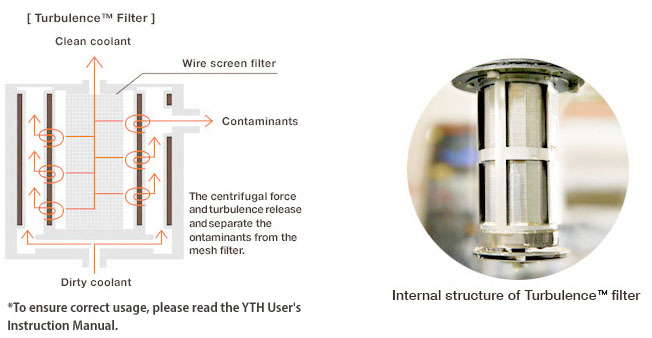 [ Turbulence™ Filter ]
Clean coolant
Wire screen filter
Contaminants
The centrifugal force
and turbulence release
and separate the
ontaminants from the
mesh filter.
Dirty coolant
*To ensure correct usage, please read the YTH User's
Instruction Manual.
Internal structure of Turbulence™ filter